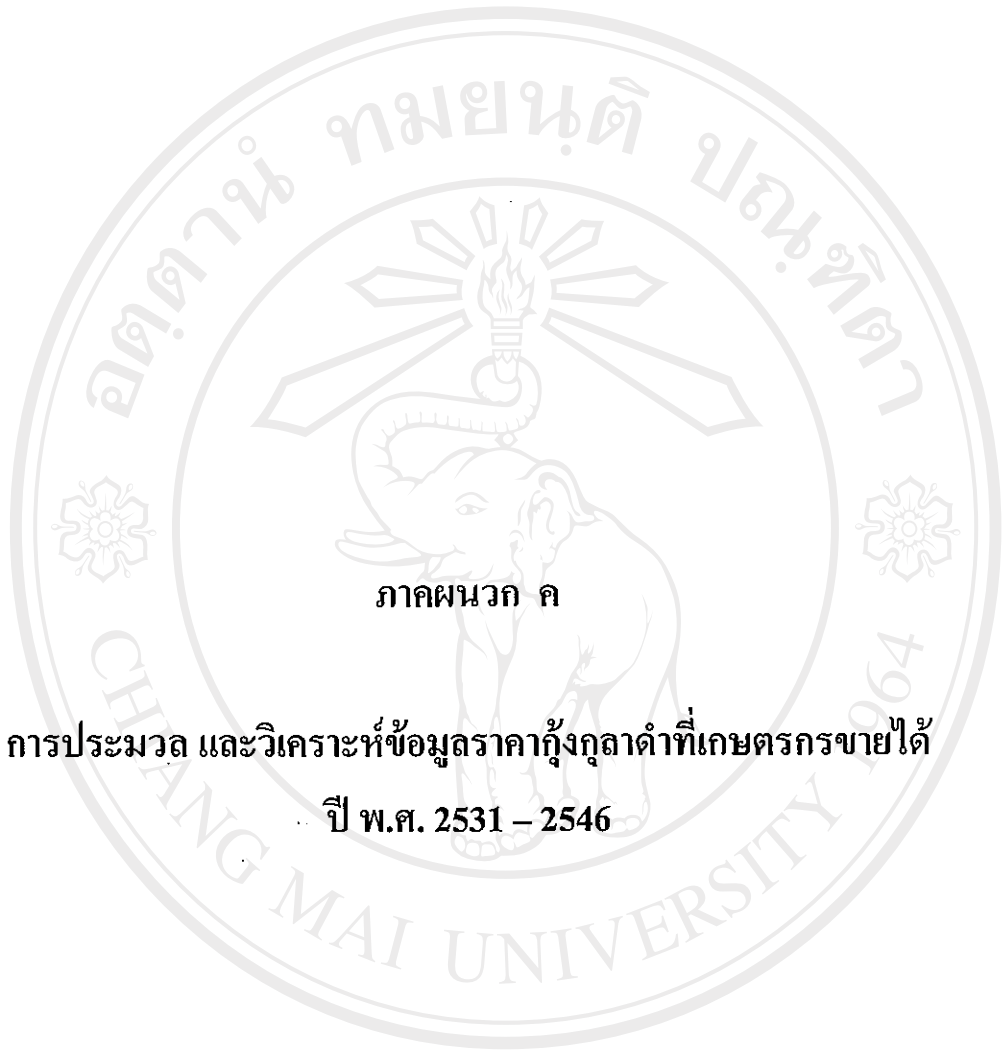 อตฺตานํ ทมยนฺติ ปณฺฑิตา
ภาคผนวก ค
การประมวล และวิเคราะห์ข้อมูลราคากุ้งกุลาดำที่เกษตรกรขายได้
ปี พ.ศ. 2531 – 2546
CHIANG MAI UNIVERSITY 1964